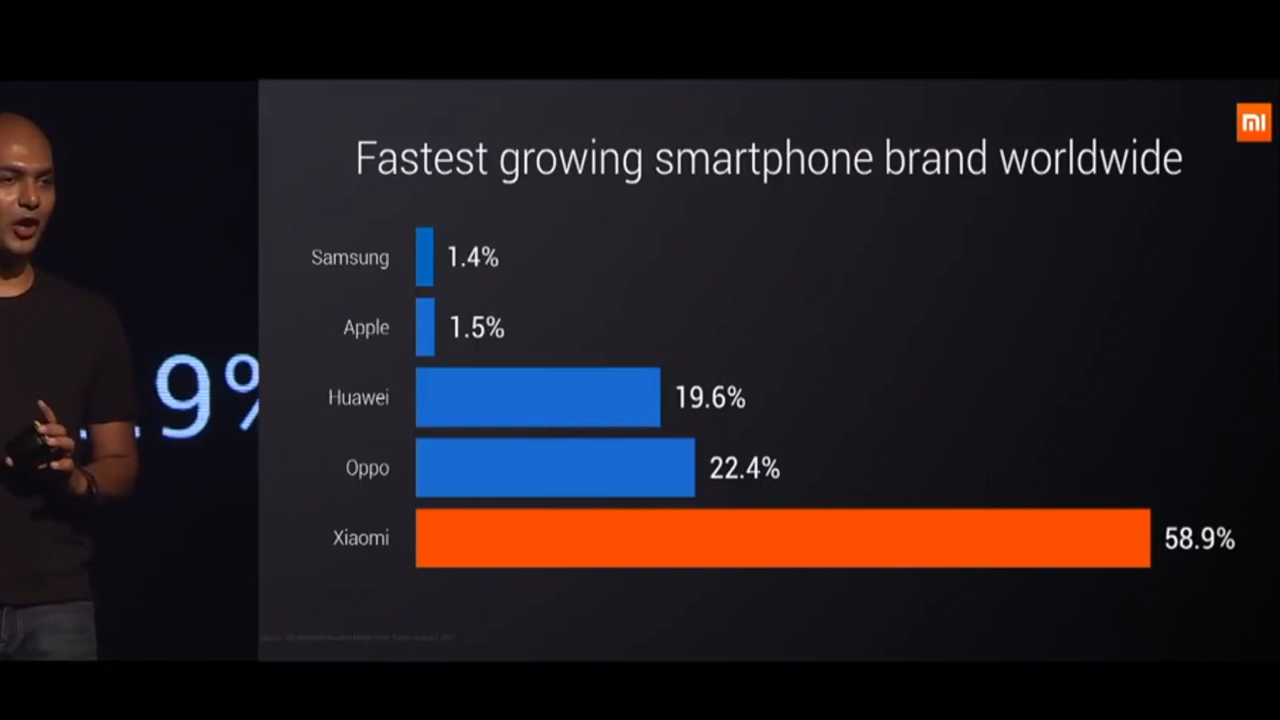 mi
Fastest growing smartphone brand worldwide
Samsung 1.4%
Apple 1.5%
Huawei 19.6%
Oppo 22.4%
Xiaomi 58.9%
.9%